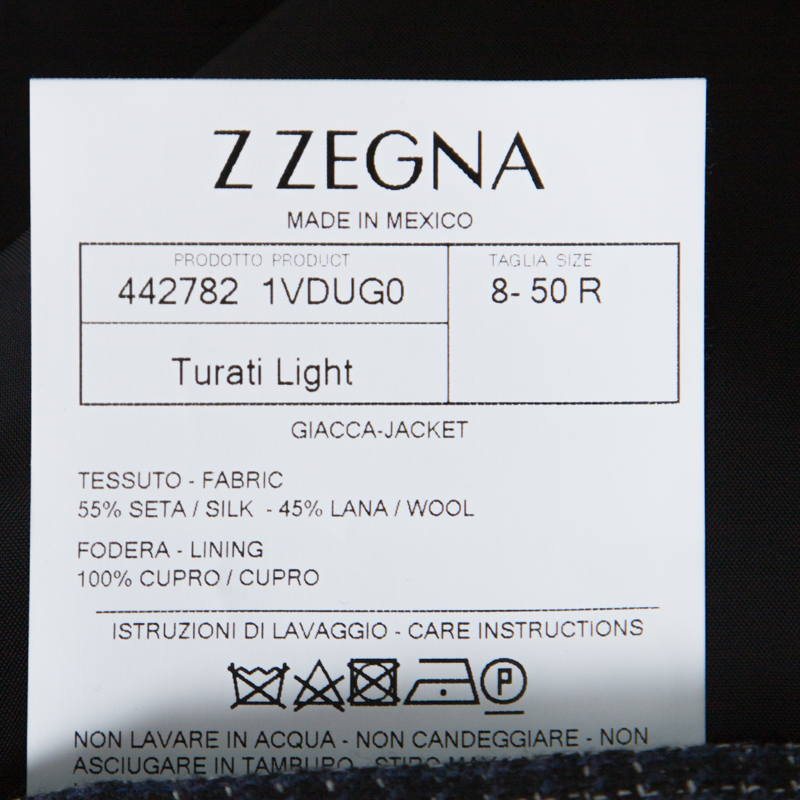 Z ZEGNA
MADE IN MEXICO
PRODOTTO PRODUCT
442782 1VDUG0
TAGLIA SIZE
8- 50 R
Turati Light
GIACCA-JACKET
TESSUTO - FABRIC
55% SETA / SILK - 45% LANA / WOOL
FODERA - LINING
100% CUPRO / CUPRO
ISTRUZIONI DI LAVAGGIO - CARE INSTRUCTIONS
P
NON LAVARE IN ACQUA - NON CANDEGGIARE - NON
ASCIUGARE IN TAMBURO -